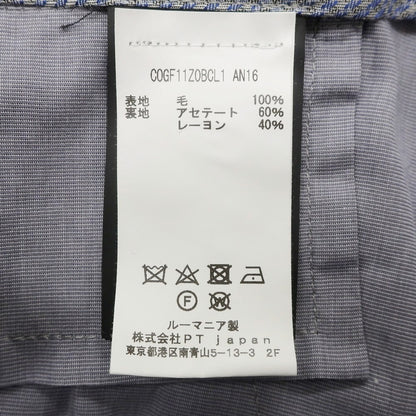 COGF11Z0BCL1 AN16
表地 毛 100%
裏地 アセテート 60%
レーヨン 40%
F W
ルーマニア製
株式会社PT japan
東京都港区南青山5-13-3 2F